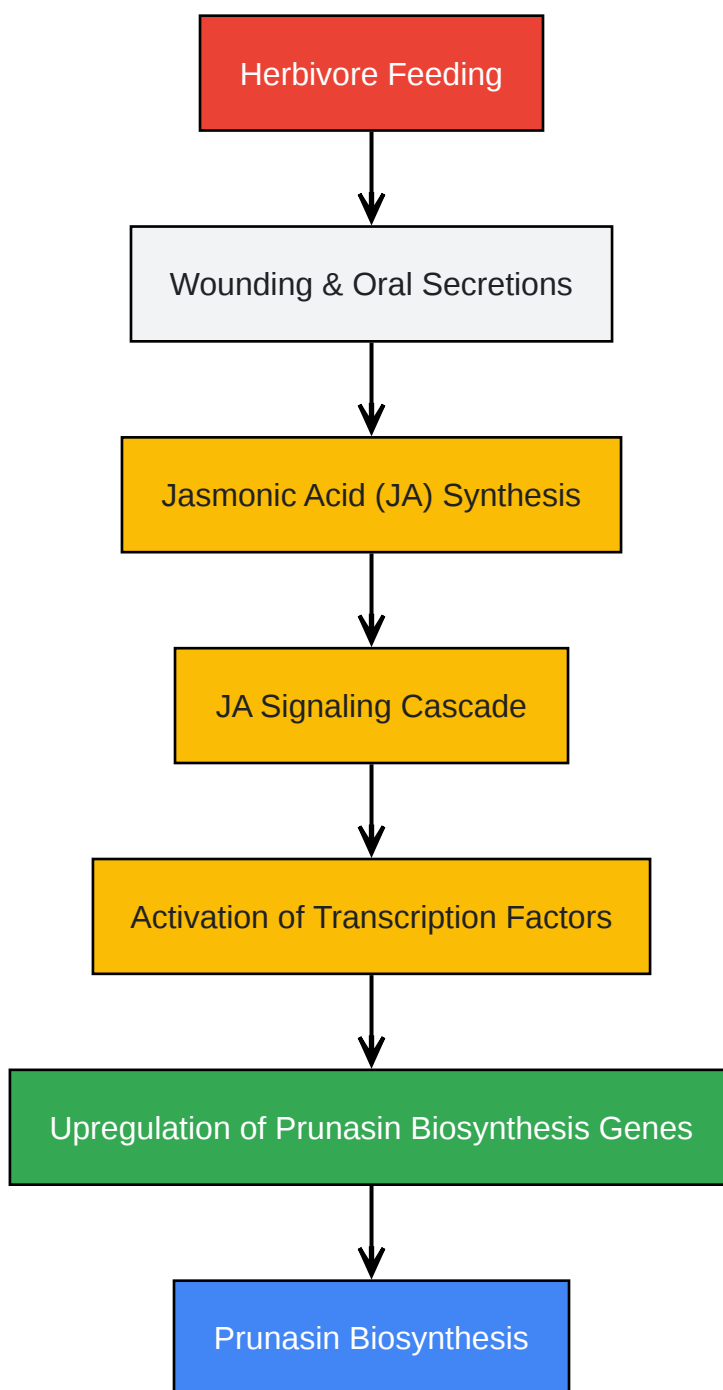 Herbivore Feeding
Wounding & Oral Secretions
Jasmonic Acid (JA) Synthesis
JA Signaling Cascade
Activation of Transcription Factors
Upregulation of Prunasin Biosynthesis Genes
Prunasin Biosynthesis